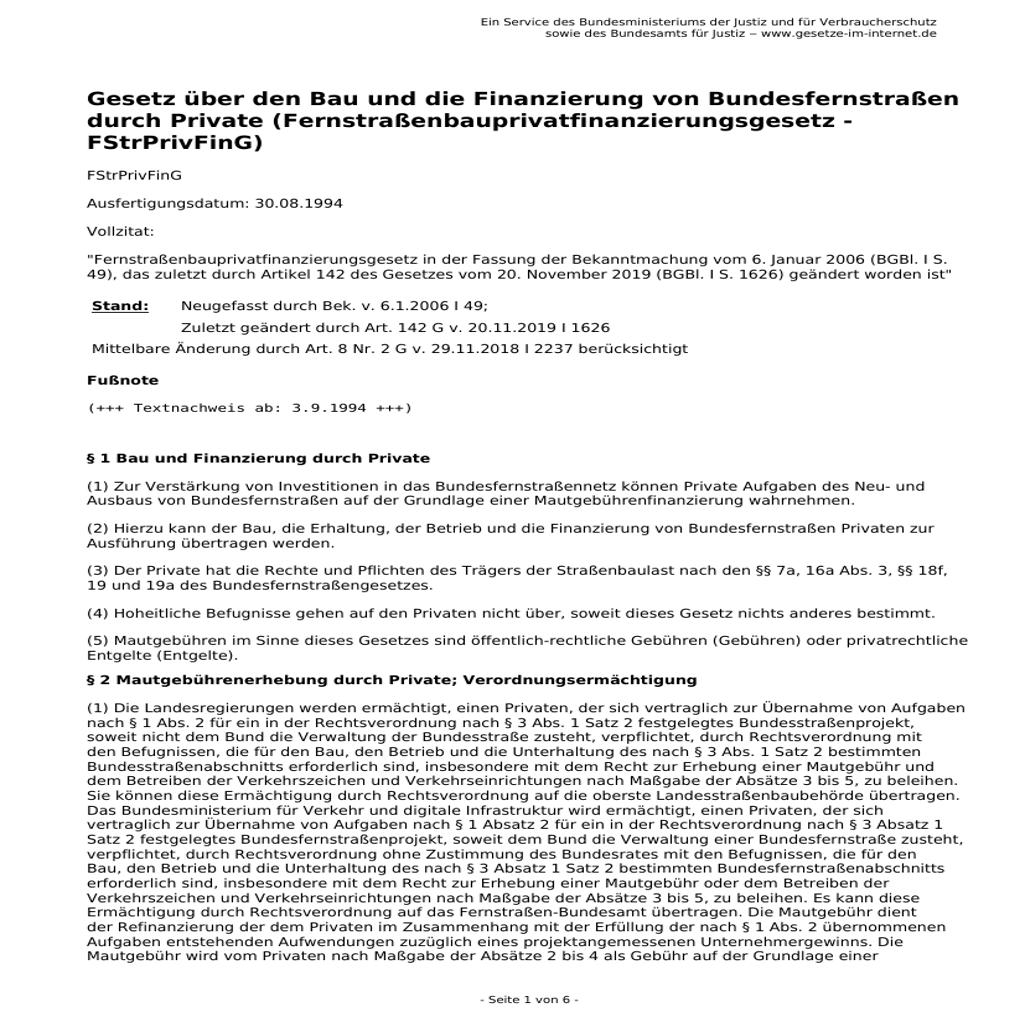 Ein Service des Bundesministeriums der Justiz und für Verbraucherschutz
sowie des Bundesamts für Justiz – www.gesetze-im-internet.de
Gesetz über den Bau und die Finanzierung von Bundesfernstraßen
durch Private (Fernstraßenbauprivatfinanzierungsgesetz -
FStrPrivFinG)
FStrPrivFinG
Ausfertigungsdatum: 30.08.1994
Vollzitat:
"Fernstraßenbauprivatfinanzierungsgesetz in der Fassung der Bekanntmachung vom 6. Januar 2006 (BGBl. I S.
49), das zuletzt durch Artikel 142 des Gesetzes vom 20. November 2019 (BGBl. I S. 1626) geändert worden ist"
Stand: Neugefasst durch Bek. v. 6.1.2006 I 49;
Zuletzt geändert durch Art. 142 G v. 20.11.2019 I 1626
Mittelbare Änderung durch Art. 8 Nr. 2 G v. 29.11.2018 I 2237 berücksichtigt
Fußnote
(+++ Textnachweis ab: 3.9.1994 +++)
§ 1 Bau und Finanzierung durch Private
(1) Zur Verstärkung von Investitionen in das Bundesfernstraßennetz können Private Aufgaben des Neu- und
Ausbaus von Bundesfernstraßen auf der Grundlage einer Mautgebührenfinanzierung wahrnehmen.
(2) Hierzu kann der Bau, die Erhaltung, der Betrieb und die Finanzierung von Bundesfernstraßen Privaten zur
Ausführung übertragen werden.
(3) Der Private hat die Rechte und Pflichten des Trägers der Straßenbaulast nach den §§ 7a, 16a Abs. 3, §§ 18f,
19 und 19a des Bundesfernstraßengesetzes.
(4) Hoheitliche Befugnisse gehen auf den Privaten nicht über, soweit dieses Gesetz nichts anderes bestimmt.
(5) Mautgebühren im Sinne dieses Gesetzes sind öffentlich-rechtliche Gebühren (Gebühren) oder privatrechtliche
Entgelte (Entgelte).
§ 2 Mautgebührenerhebung durch Private; Verordnungsermächtigung
(1) Die Landesregierungen werden ermächtigt, einen Privaten, der sich vertraglich zur Übernahme von Aufgaben
nach § 1 Abs. 2 für ein in der Rechtsverordnung nach § 3 Abs. 1 Satz 2 festgelegtes Bundesstraßenprojekt,
soweit nicht dem Bund die Verwaltung der Bundesstraße zusteht, verpflichtet, durch Rechtsverordnung mit
den Befugnissen, die für den Bau, den Betrieb und die Unterhaltung des nach § 3 Abs. 1 Satz 2 bestimmten
Bundesstraßenabschnitts erforderlich sind, insbesondere mit dem Recht zur Erhebung einer Mautgebühr und
dem Betreiben der Verkehrszeichen und Verkehrseinrichtungen nach Maßgabe der Absätze 3 bis 5, zu beleihen.
Sie können diese Ermächtigung durch Rechtsverordnung auf die oberste Landesstraßenbaubehörde übertragen.
Das Bundesministerium für Verkehr und digitale Infrastruktur wird ermächtigt, einen Privaten, der sich
vertraglich zur Übernahme von Aufgaben nach § 1 Absatz 2 für ein in der Rechtsverordnung nach § 3 Absatz 1
Satz 2 festgelegtes Bundesfernstraßenprojekt, soweit dem Bund die Verwaltung einer Bundesfernstraße zusteht,
verpflichtet, durch Rechtsverordnung ohne Zustimmung des Bundesrates mit den Befugnissen, die für den
Bau, den Betrieb und die Unterhaltung des nach § 3 Absatz 1 Satz 2 bestimmten Bundesfernstraßenabschnitts
erforderlich sind, insbesondere mit dem Recht zur Erhebung einer Mautgebühr oder dem Betreiben der
Verkehrszeichen und Verkehrseinrichtungen nach Maßgabe der Absätze 3 bis 5, zu beleihen. Es kann diese
Ermächtigung durch Rechtsverordnung auf das Fernstraßen-Bundesamt übertragen. Die Mautgebühr dient
der Refinanzierung der dem Privaten im Zusammenhang mit der Erfüllung der nach § 1 Abs. 2 übernommenen
Aufgaben entstehenden Aufwendungen zuzüglich eines projektangemessenen Unternehmergewinns. Die
Mautgebühr wird vom Privaten nach Maßgabe der Absätze 2 bis 4 als Gebühr auf der Grundlage einer
- Seite 1 von 6 -